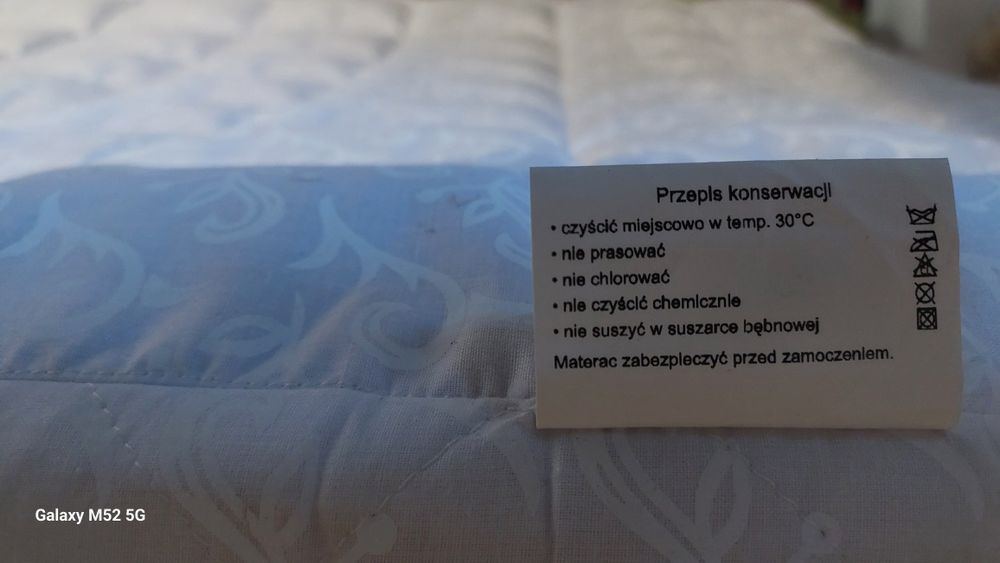 Przepis konserwacji
• czyścić miejscowo w temp. 30°C
• nie prasować
• nie chlorować
• nie czyścić chemicznie
• nie suszyć w suszarce bębnowej
Materac zabezpieczyć przed zamoczeniem.
Galaxy M52 5G